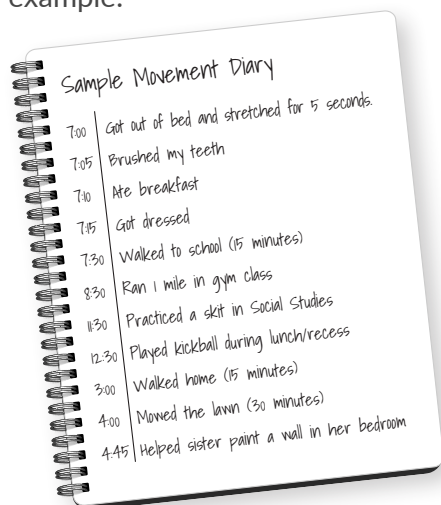 example:
Sample Movement Diary
7:00 Got out of bed and stretched for 5 seconds.
7:05 Brushed my teeth
7:10 Ate breakfast
7:15 Got dressed
7:30 Walked to school (15 minutes)
8:30 Ran 1 mile in gym class
11:30 Practiced a skit in Social Studies
12:30 Played kickball during lunch/recess
3:00 Walked home (15 minutes)
4:00 Mowed the lawn (30 minutes)
4:45 Helped sister paint a wall in her bedroom